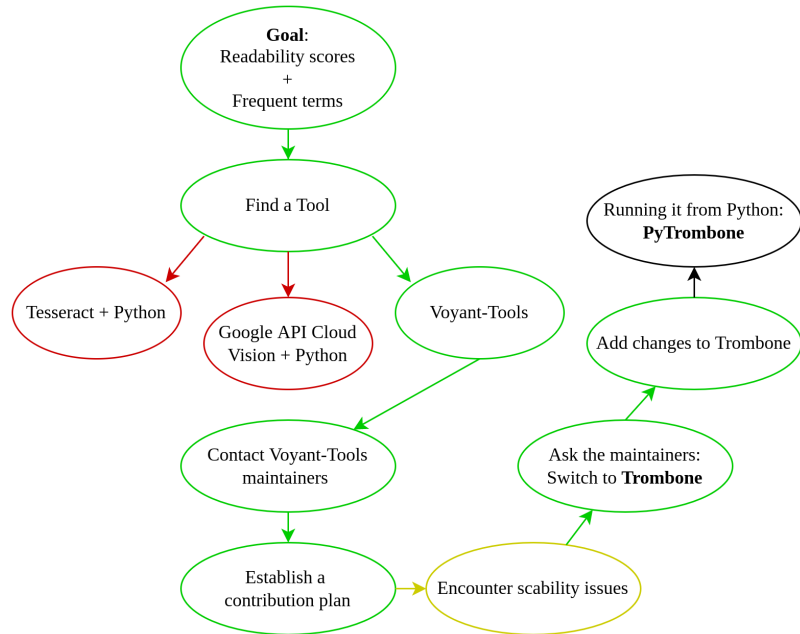 Goal:
Readability scores
+
Frequent terms
Find a Tool
Running it from Python:
PyTrombone
Tesseract + Python
Google API Cloud
Vision + Python
Voyant-Tools
Add changes to Trombone
Contact Voyant-Tools
maintainers
Ask the maintainers:
Switch to Trombone
Establish a
contribution plan
Encounter scability issues